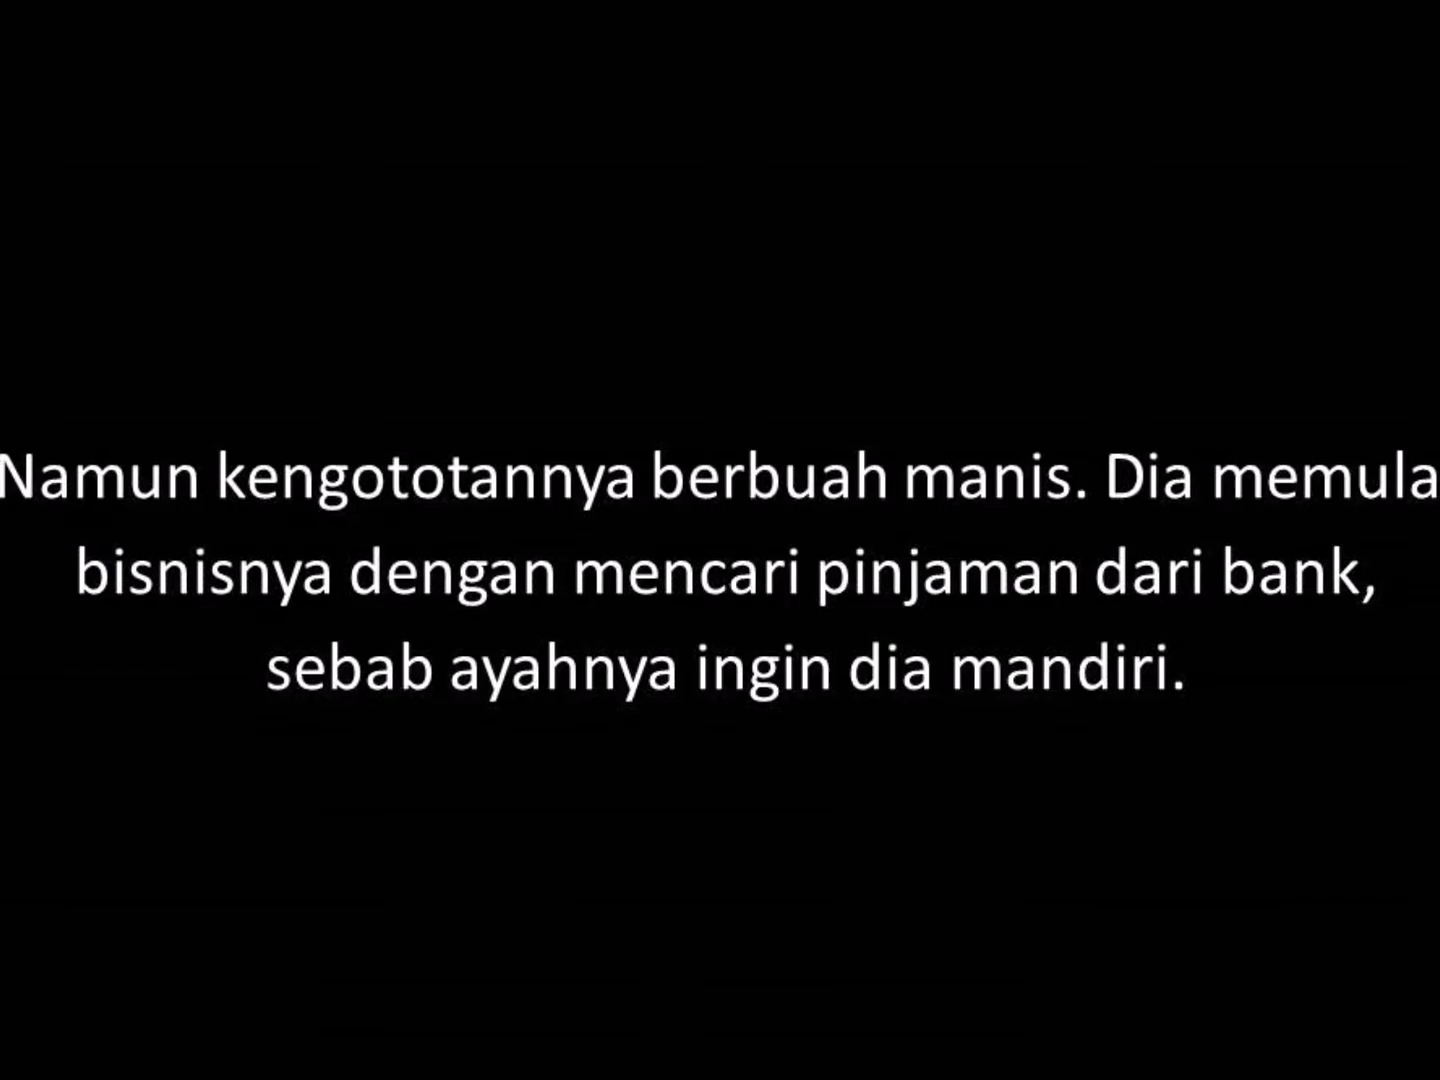 Namun kengototannya berbuah manis. Dia memula
bisnisnya dengan mencari pinjaman dari bank,
sebab ayahnya ingin dia mandiri.